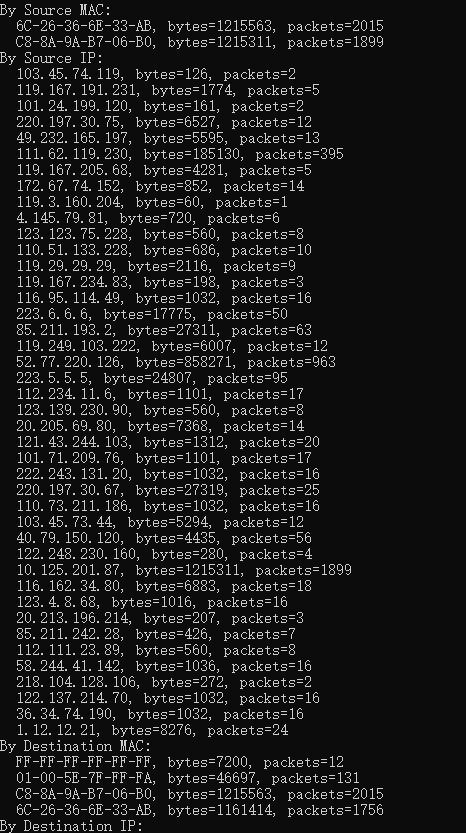 By Source MAC:
6C-26-36-6E-33-AB, bytes=1215563, packets=2015
C8-8A-9A-B7-06-B0, bytes=1215311, packets=1899
By Source IP:
103.45.74.119, bytes=126, packets=2
119.167.191.231, bytes=1774, packets=5
101.24.199.120, bytes=161, packets=2
220.197.30.75, bytes=6527, packets=12
49.232.165.197, bytes=5595, packets=13
111.62.119.230, bytes=185130, packets=395
119.167.205.68, bytes=4281, packets=5
172.67.74.152, bytes=852, packets=14
119.3.160.204, bytes=60, packets=1
4.145.79.81, bytes=720, packets=6
123.123.75.228, bytes=560, packets=8
110.51.133.228, bytes=686, packets=10
119.29.29.29, bytes=2116, packets=9
119.167.234.83, bytes=198, packets=3
116.95.114.49, bytes=1032, packets=16
223.6.6.6, bytes=17775, packets=50
85.211.193.2, bytes=27311, packets=63
119.249.103.222, bytes=6007, packets=12
52.77.220.126, bytes=858271, packets=963
223.5.5.5, bytes=24807, packets=95
112.234.11.6, bytes=1101, packets=17
123.139.230.90, bytes=560, packets=8
20.205.69.80, bytes=7368, packets=14
121.43.244.103, bytes=1312, packets=20
101.71.209.76, bytes=1101, packets=17
222.243.131.20, bytes=1032, packets=16
220.197.30.67, bytes=27319, packets=25
110.73.211.186, bytes=1032, packets=16
103.45.73.44, bytes=5294, packets=12
40.79.150.120, bytes=4435, packets=56
122.248.230.160, bytes=280, packets=4
10.125.201.87, bytes=1215311, packets=1899
116.162.34.80, bytes=6883, packets=18
123.4.8.68, bytes=1016, packets=16
20.213.196.214, bytes=207, packets=3
85.211.242.28, bytes=426, packets=7
112.111.23.89, bytes=560, packets=8
58.244.41.142, bytes=1036, packets=16
218.104.128.106, bytes=272, packets=2
122.137.214.70, bytes=1032, packets=16
36.34.74.190, bytes=1032, packets=16
1.12.12.21, bytes=8276, packets=24
By Destination MAC:
FF-FF-FF-FF-FF-FF, bytes=7200, packets=12
01-00-5E-7F-FF-FA, bytes=46697, packets=131
C8-8A-9A-B7-06-B0, bytes=1215563, packets=2015
6C-26-36-6E-33-AB, bytes=1161414, packets=1756
By Destination IP: